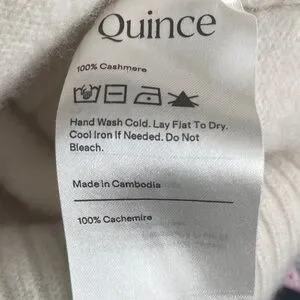 Quince
100% Cashmere
Hand Wash Cold. Lay Flat To Dry.
Cool Iron If Needed. Do Not
Bleach.
Made in Cambodia
100% Cachemire